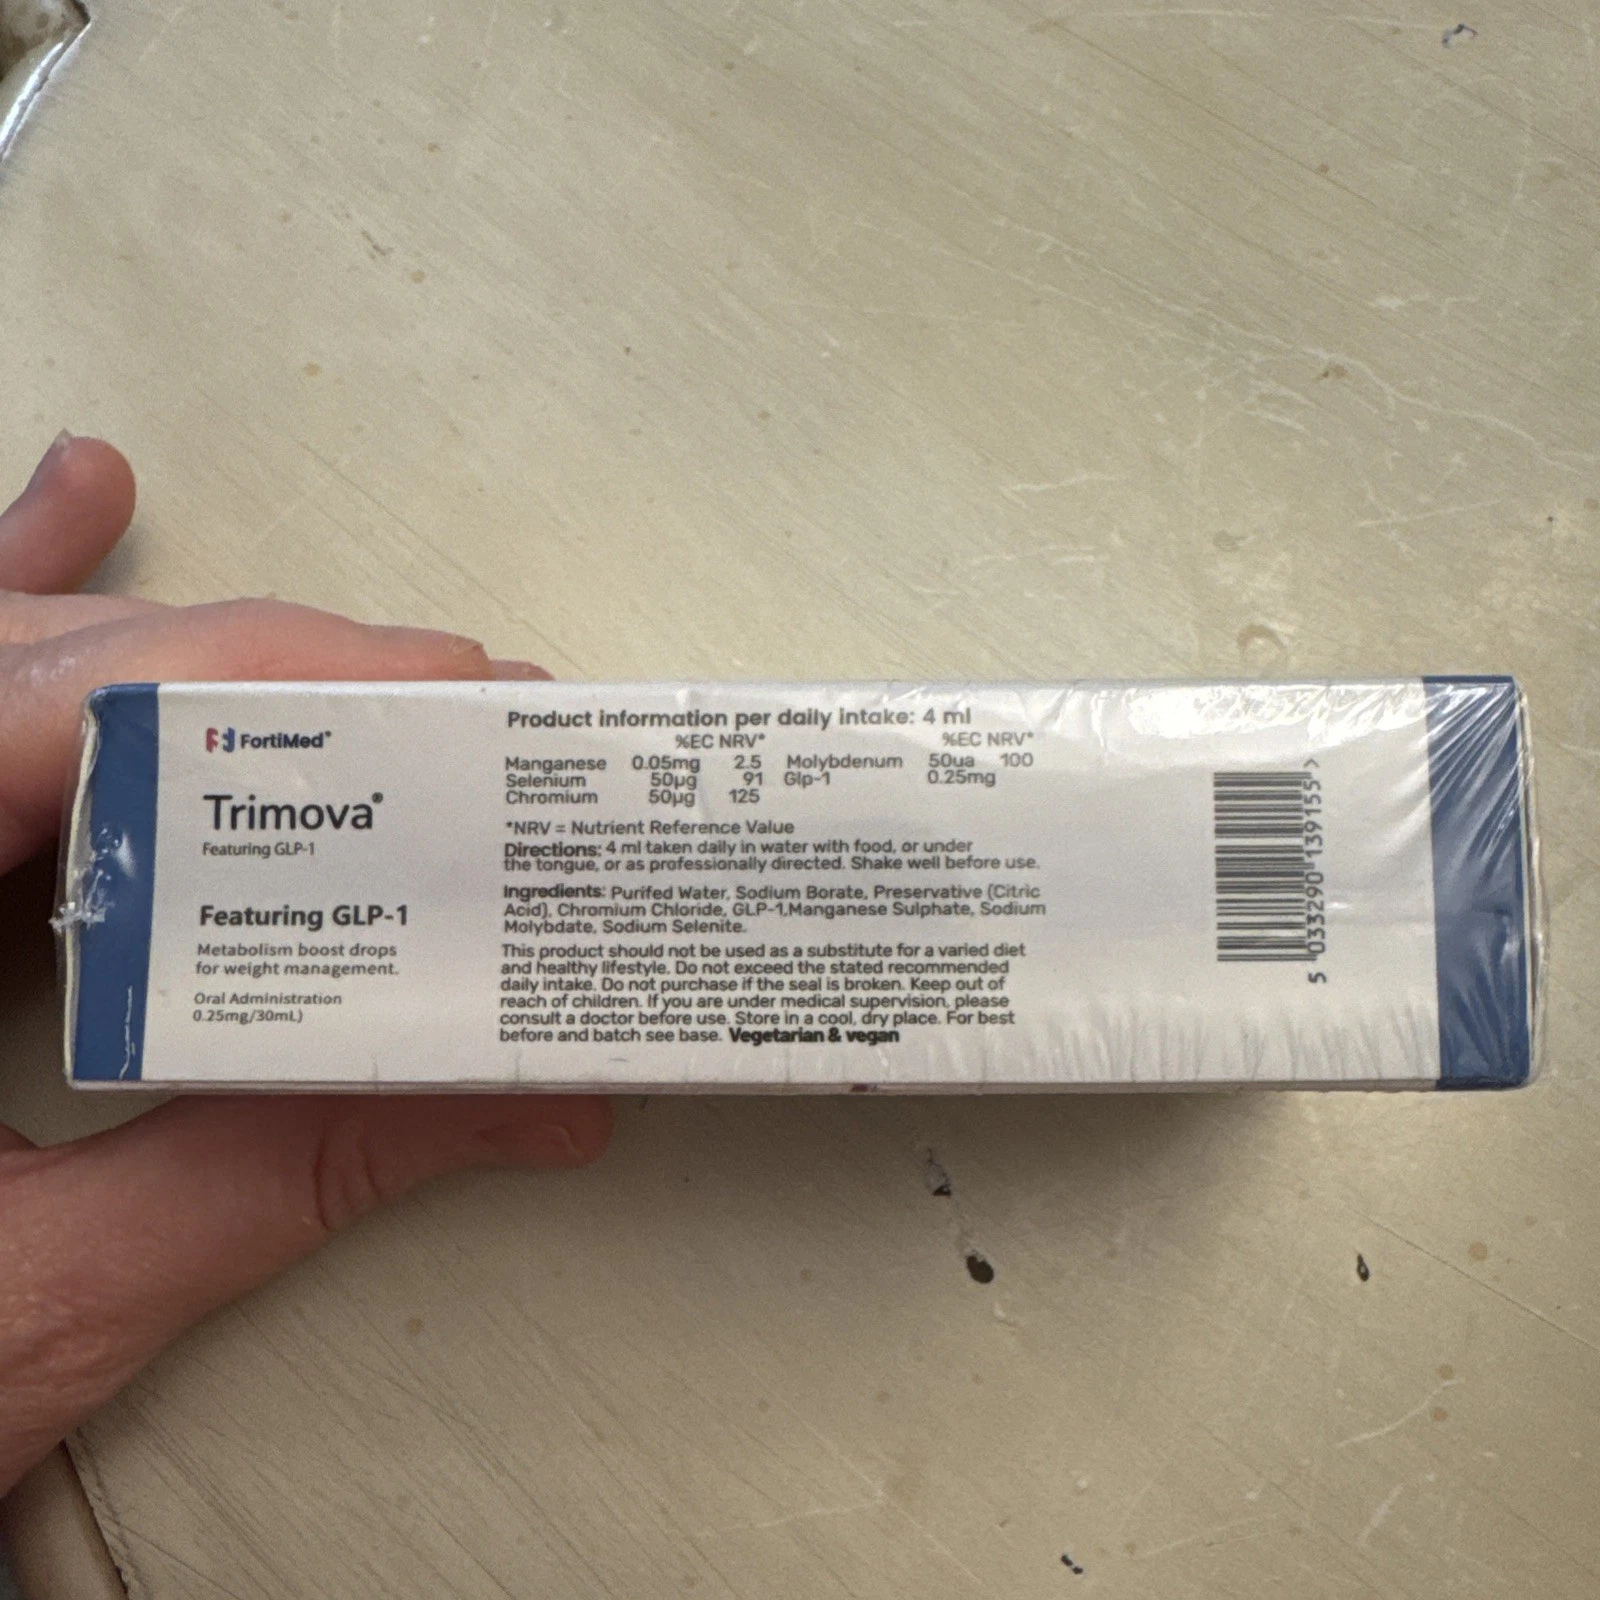 FortiMed®
Trimova®
Featuring GLP-1
Featuring GLP-1
Metabolism boost drops
for weight management.
Oral Administration
0.25mg/30mL)
Product information per daily intake: 4 ml
%EC NRV* %EC NRV*
Manganese 0.05mg 2.5 Molybdenum 50ua 100
Selenium 50µg 91 Glp-1 0.25mg
Chromium 50µg 125
*NRV = Nutrient Reference Value
Directions: 4 ml taken daily in water with food, or under
the tongue, or as professionally directed. Shake well before use.
Ingredients: Purifed Water, Sodium Borate, Preservative (Citric
Acid), Chromium Chloride, GLP-1,Manganese Sulphate, Sodium
Molybdate, Sodium Selenite.
This product should not be used as a substitute for a varied diet
and healthy lifestyle. Do not exceed the stated recommended
daily intake. Do not purchase if the seal is broken. Keep out of
reach of children. If you are under medical supervision, please
consult a doctor before use. Store in a cool, dry place. For best
before and batch see base. Vegetarian & vegan
5 033290 139155 >